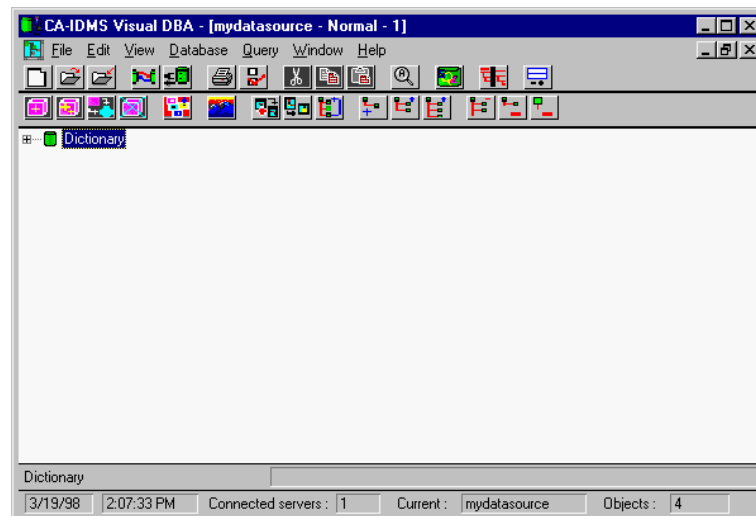 CA-IDMS Visual DBA - [mydatasource - Normal - 1]
File Edit View Database Query Window Help
Dictionary
Dictionary
3/19/98 2:07:33 PM Connected servers : 1 Current : mydatasource Objects : 4